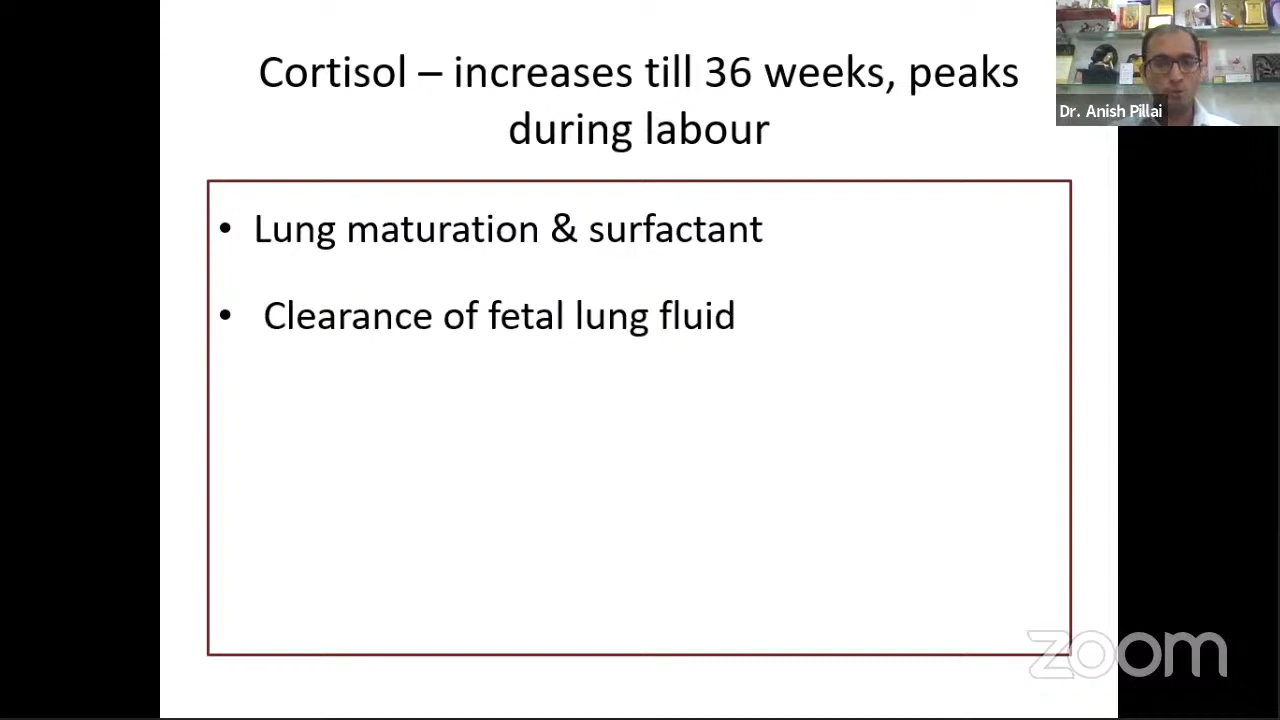 Cortisol – increases till 36 weeks, peaks
during labour
Dr. Anish Pillai
• Lung maturation & surfactant
• Clearance of fetal lung fluid
zoom